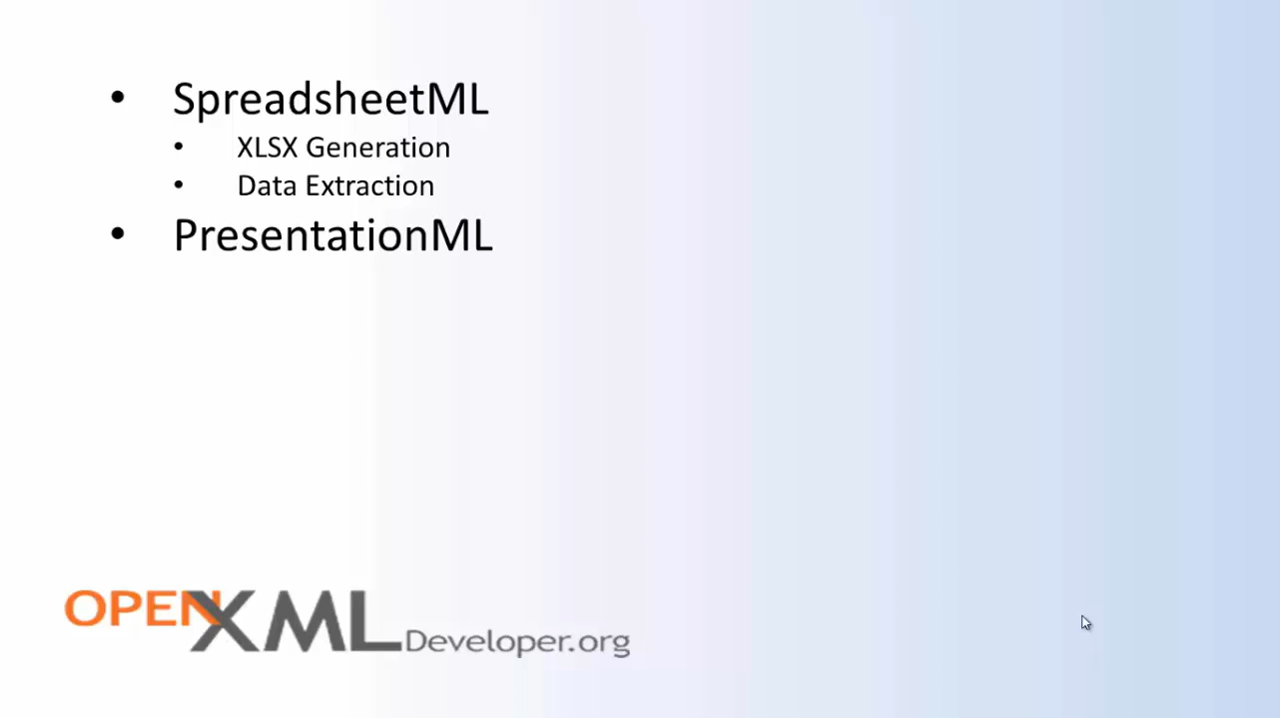 • SpreadsheetML
• XLSX Generation
• Data Extraction
• PresentationML
OPENXMLDeveloper.org